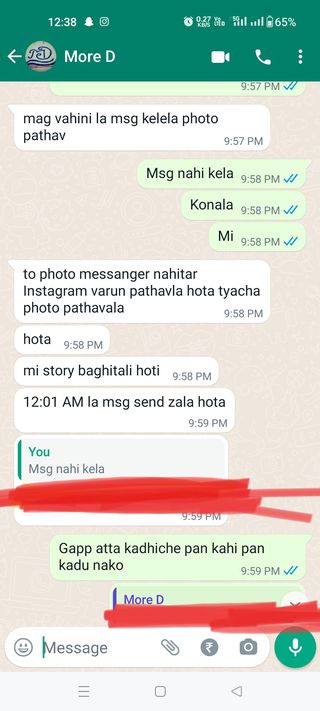 12:38
0.27 KB/S
5G
65%
More D
9:57 PM
mag vahini la msg kelela photo
pathav
9:57 PM
Msg nahi kela 9:58 PM
Konala 9:58 PM
Mi 9:58 PM
to photo messanger nahitar
Instagram varun pathavla hota tyacha
photo pathavala
9:58 PM
hota 9:58 PM
mi story baghitali hoti 9:58 PM
12:01 AM la msg send zala hota
9:59 PM
You
Msg nahi kela
9:59 PM
Gapp atta kadhiche pan kahi pan
kadu nako
9:59 PM
More D
Message